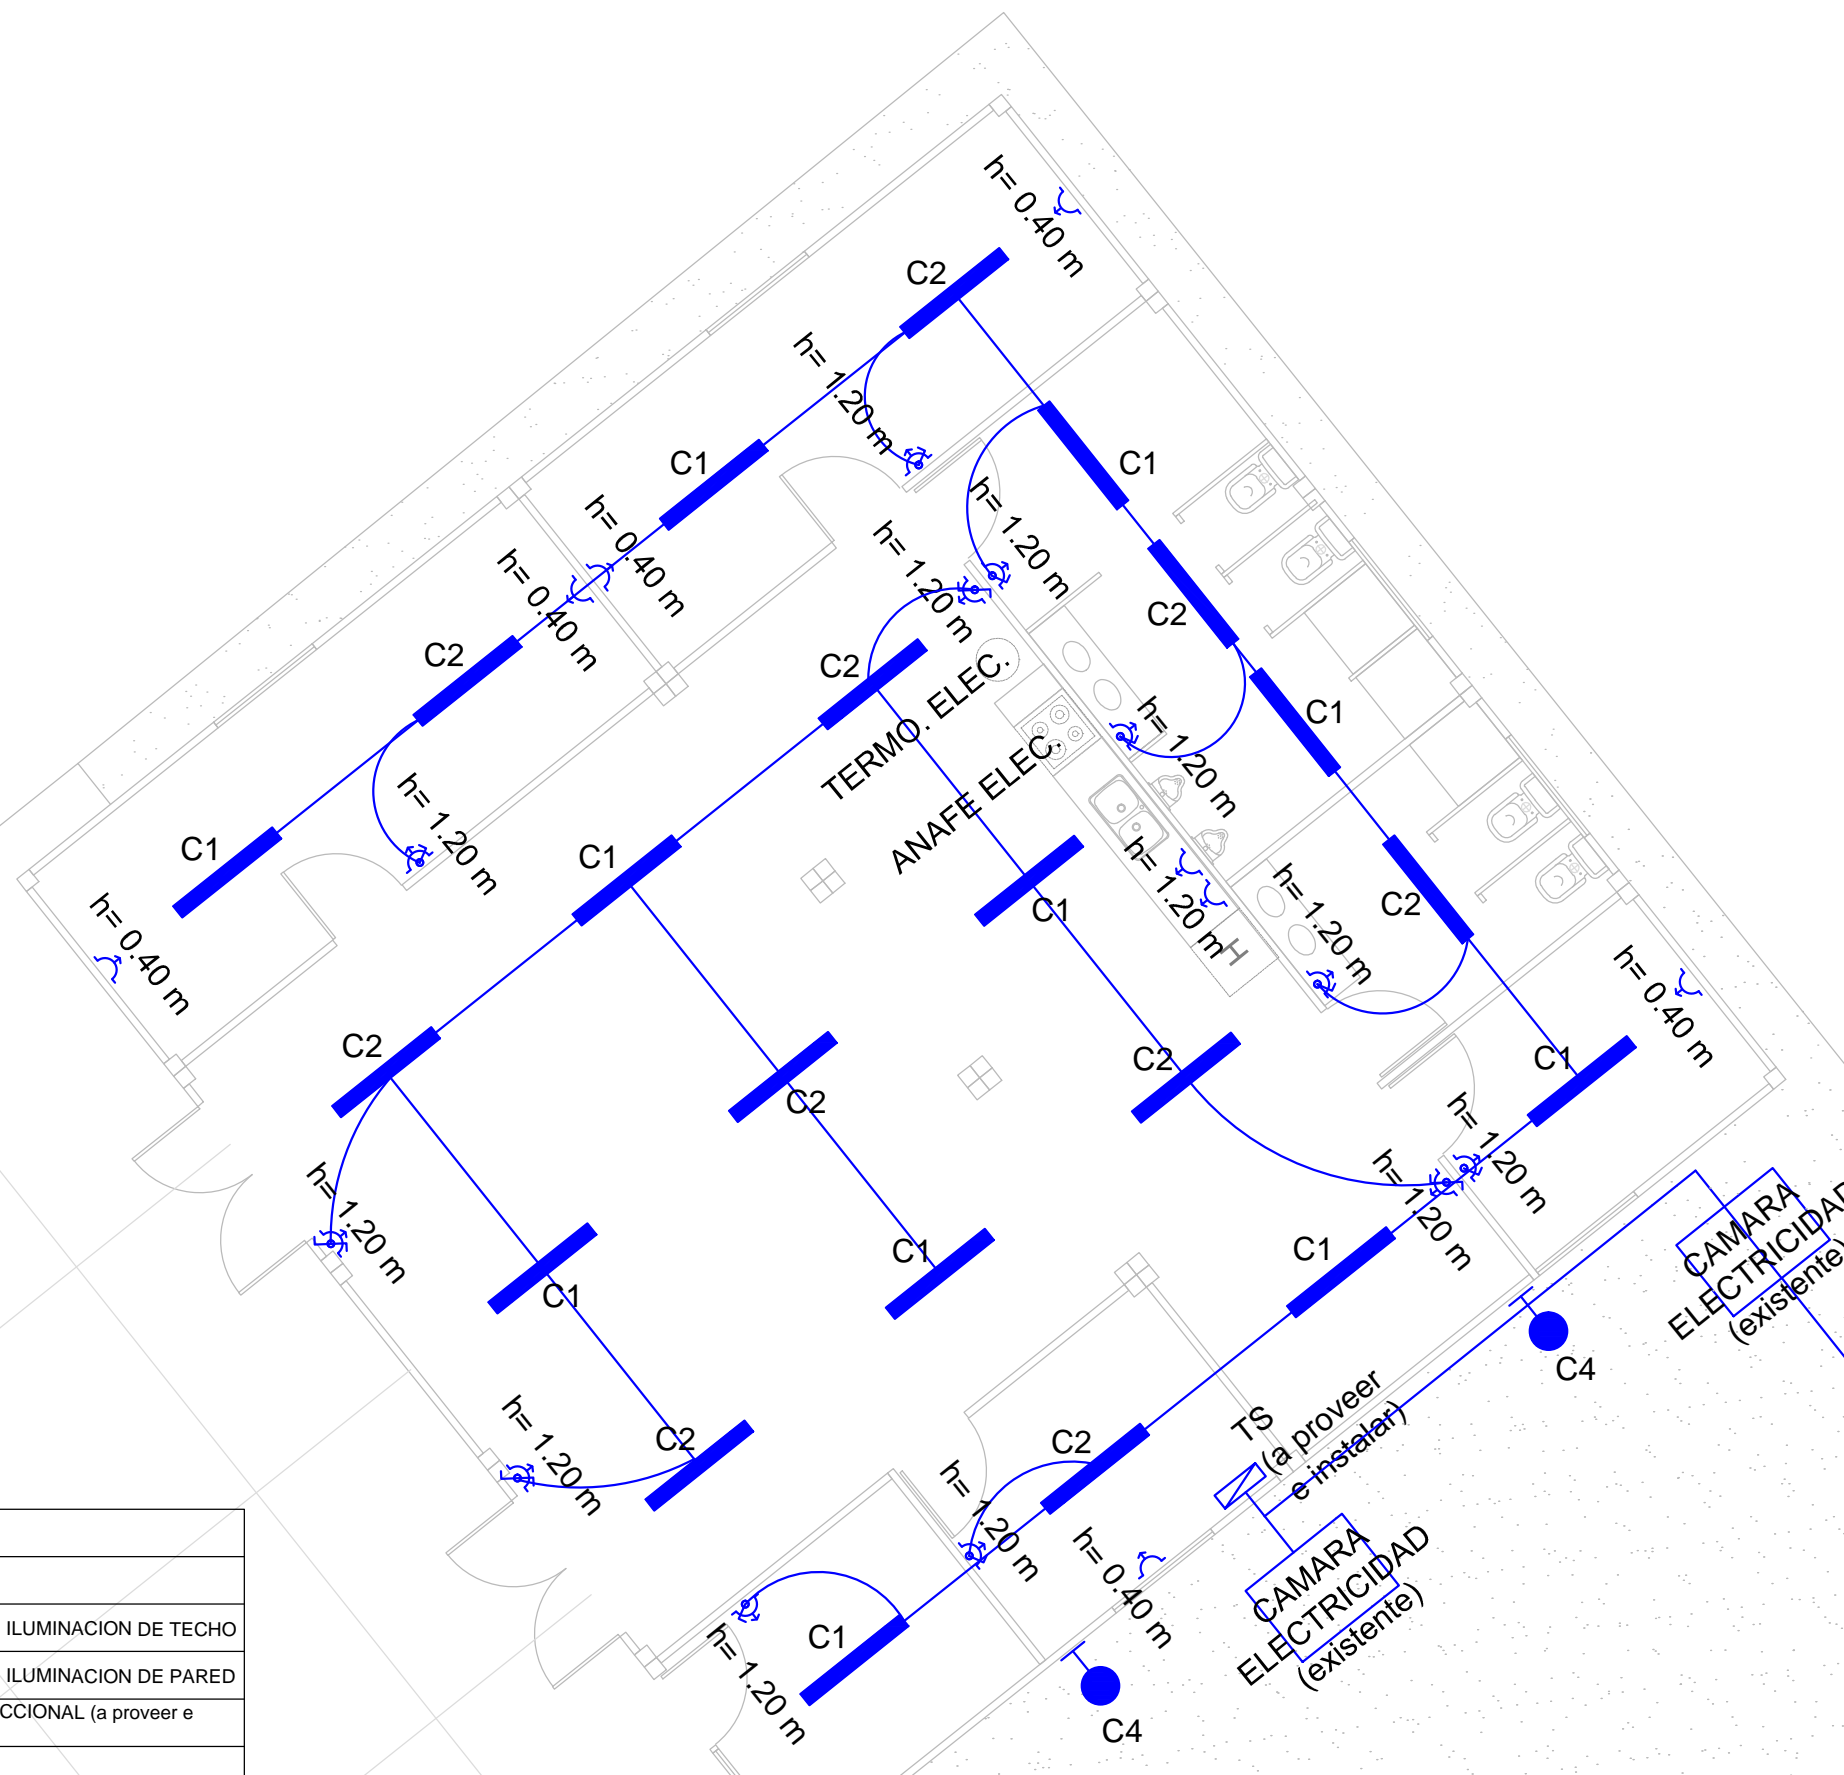 h= 0.40 m
C2
h= 1.20 m
C1
C1
h= 0.40 m
h= 1.20 m
h= 1.20 m
h= 0.40 m
C2
C2
C2
TERMO. ELEC.
C1
h= 1.20 m
ANAFE ELEC.
h= 1.20 m
C1
C1
h= 1.20 m
h= 1.20 m
C2
C1
h= 0.40 m
H
h= 0.40 m
C2
C2
C2
C1
h= 1.20 m
h= 1.20 m
h= 1.20 m
CAMARA
ELECTRICIDAD
(existente)
C1
C1
C1
C4
TS
(a proveer
e instalar)
h= 1.20 m
C2
C2
h= 1.20 m
h= 0.40 m
CAMARA
ELECTRICIDAD
(existente)
C1
h= 1.20 m
C4
ILUMINACION DE TECHO
ILUMINACION DE PARED
CCIONAL (a proveer e